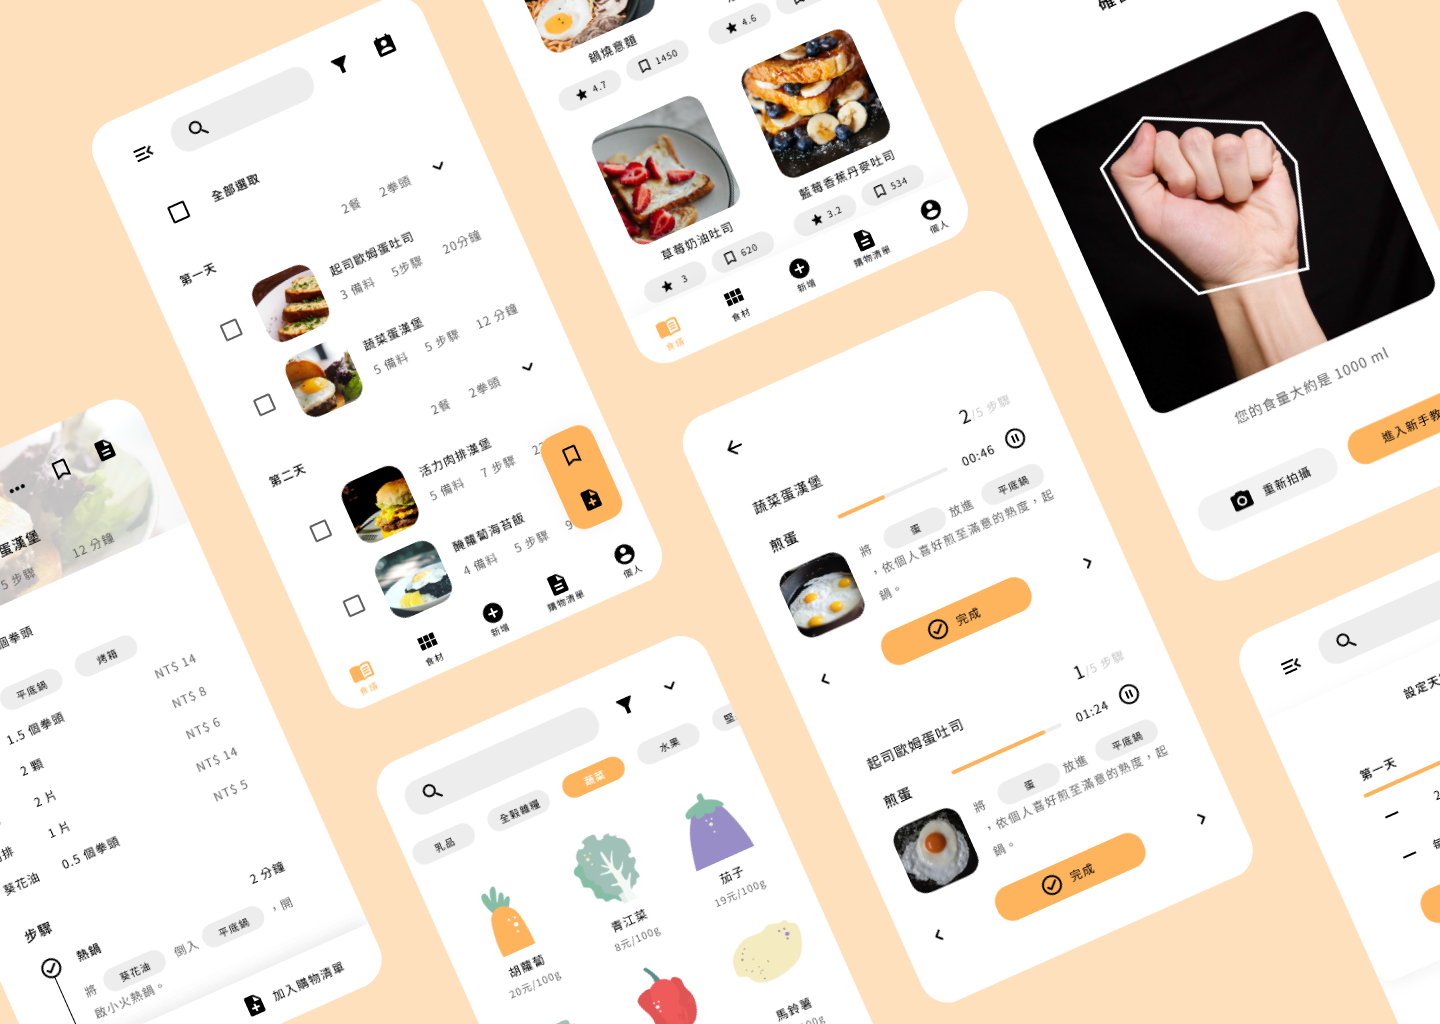 全部選取
2餐 2拳頭
第一天
起司歐姆蛋吐司
3 備料 5步驟 20分鐘
蔬菜蛋漢堡
5 備料 5 步驟 12 分鐘
2餐 2拳頭
第二天
活力肉排漢堡
5 備料 7 步驟
醃蘿蔔海苔飯
4 備料 5 步驟
食譜
食材
新增
購物清單
個人
鍋燒意麵
4.7
1450
4.6
草莓奶油吐司
3
620
藍莓香蕉丹麥吐司
3.2
534
食譜
食材
新增
購物清單
個人
您的食量大約是 1000 ml
重新拍攝
進入新手教
蛋漢堡
5 步驟 12 分鐘
個拳頭
平底鍋
烤箱
1.5 個拳頭 NT$ 14
2 顆 NT$ 8
2 片 NT$ 6
1 片 NT$ 14
排 0.5 個拳頭 NT$ 5
葵花油
步驟
熱鍋 2 分鐘
將 葵花油 倒入 平底鍋 ，開
啟小火熱鍋。
加入購物清單
乳品
全穀雜糧
蔬菜
水果
胡蘿蔔
20元/100g
青江菜
8元/100g
茄子
19元/100g
馬鈴薯
/100g
2/5 步驟
蔬菜蛋漢堡
00:46
煎蛋
將 蛋 放進 平底鍋
，依個人喜好煎至滿意的熟度，起
鍋。
完成
1/5 步驟
起司歐姆蛋吐司
01:24
煎蛋
將 蛋 放進 平底鍋
，依個人喜好煎至滿意的熟度，起
鍋。
完成
設定天
第一天